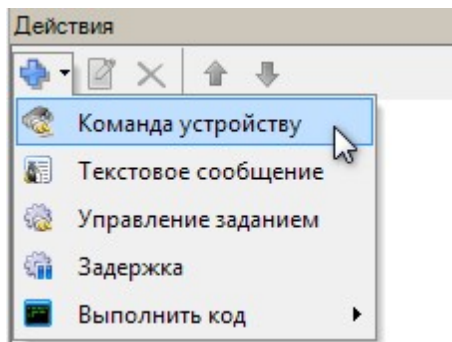 Действия
Команда устройству
Текстовое сообщение
Управление заданием
Задержка
Выполнить код